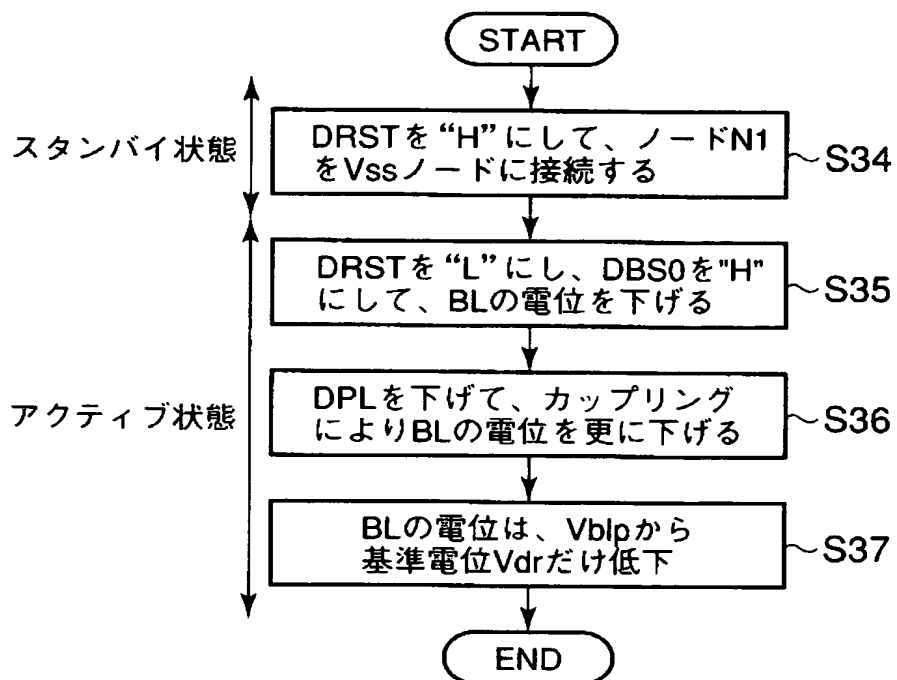 START
スタンバイ状態
DRSTを“H”にして、ノードN1
をVssノードに接続する
S34
DRSTを“L”にし、DBS0を"H"
にして、BLの電位を下げる
S35
アクティブ状態
DPLを下げて、カップリング
によりBLの電位を更に下げる
S36
BLの電位は、Vblpから
基準電位Vdrだけ低下
S37
END